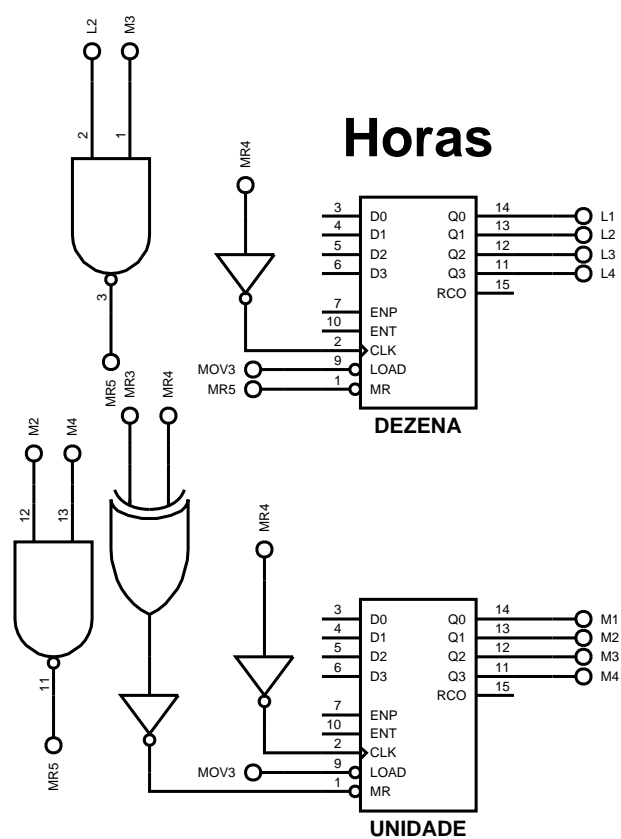 L2
M3
2
1
3
MR5
Horas
MR4
3 D0 Q0 14 L1
4 D1 Q1 13 L2
5 D2 Q2 12 L3
6 D3 Q3 11 L4
RCO 15
7 ENP
10 ENT
2 CLK
MOV3 9 LOAD
MR5 1 MR
DEZENA
MR3
MR4
M2
M4
12
13
11
MR5
MR4
3 D0 Q0 14 M1
4 D1 Q1 13 M2
5 D2 Q2 12 M3
6 D3 Q3 11 M4
RCO 15
7 ENP
10 ENT
2 CLK
MOV3 9 LOAD
1 MR
UNIDADE